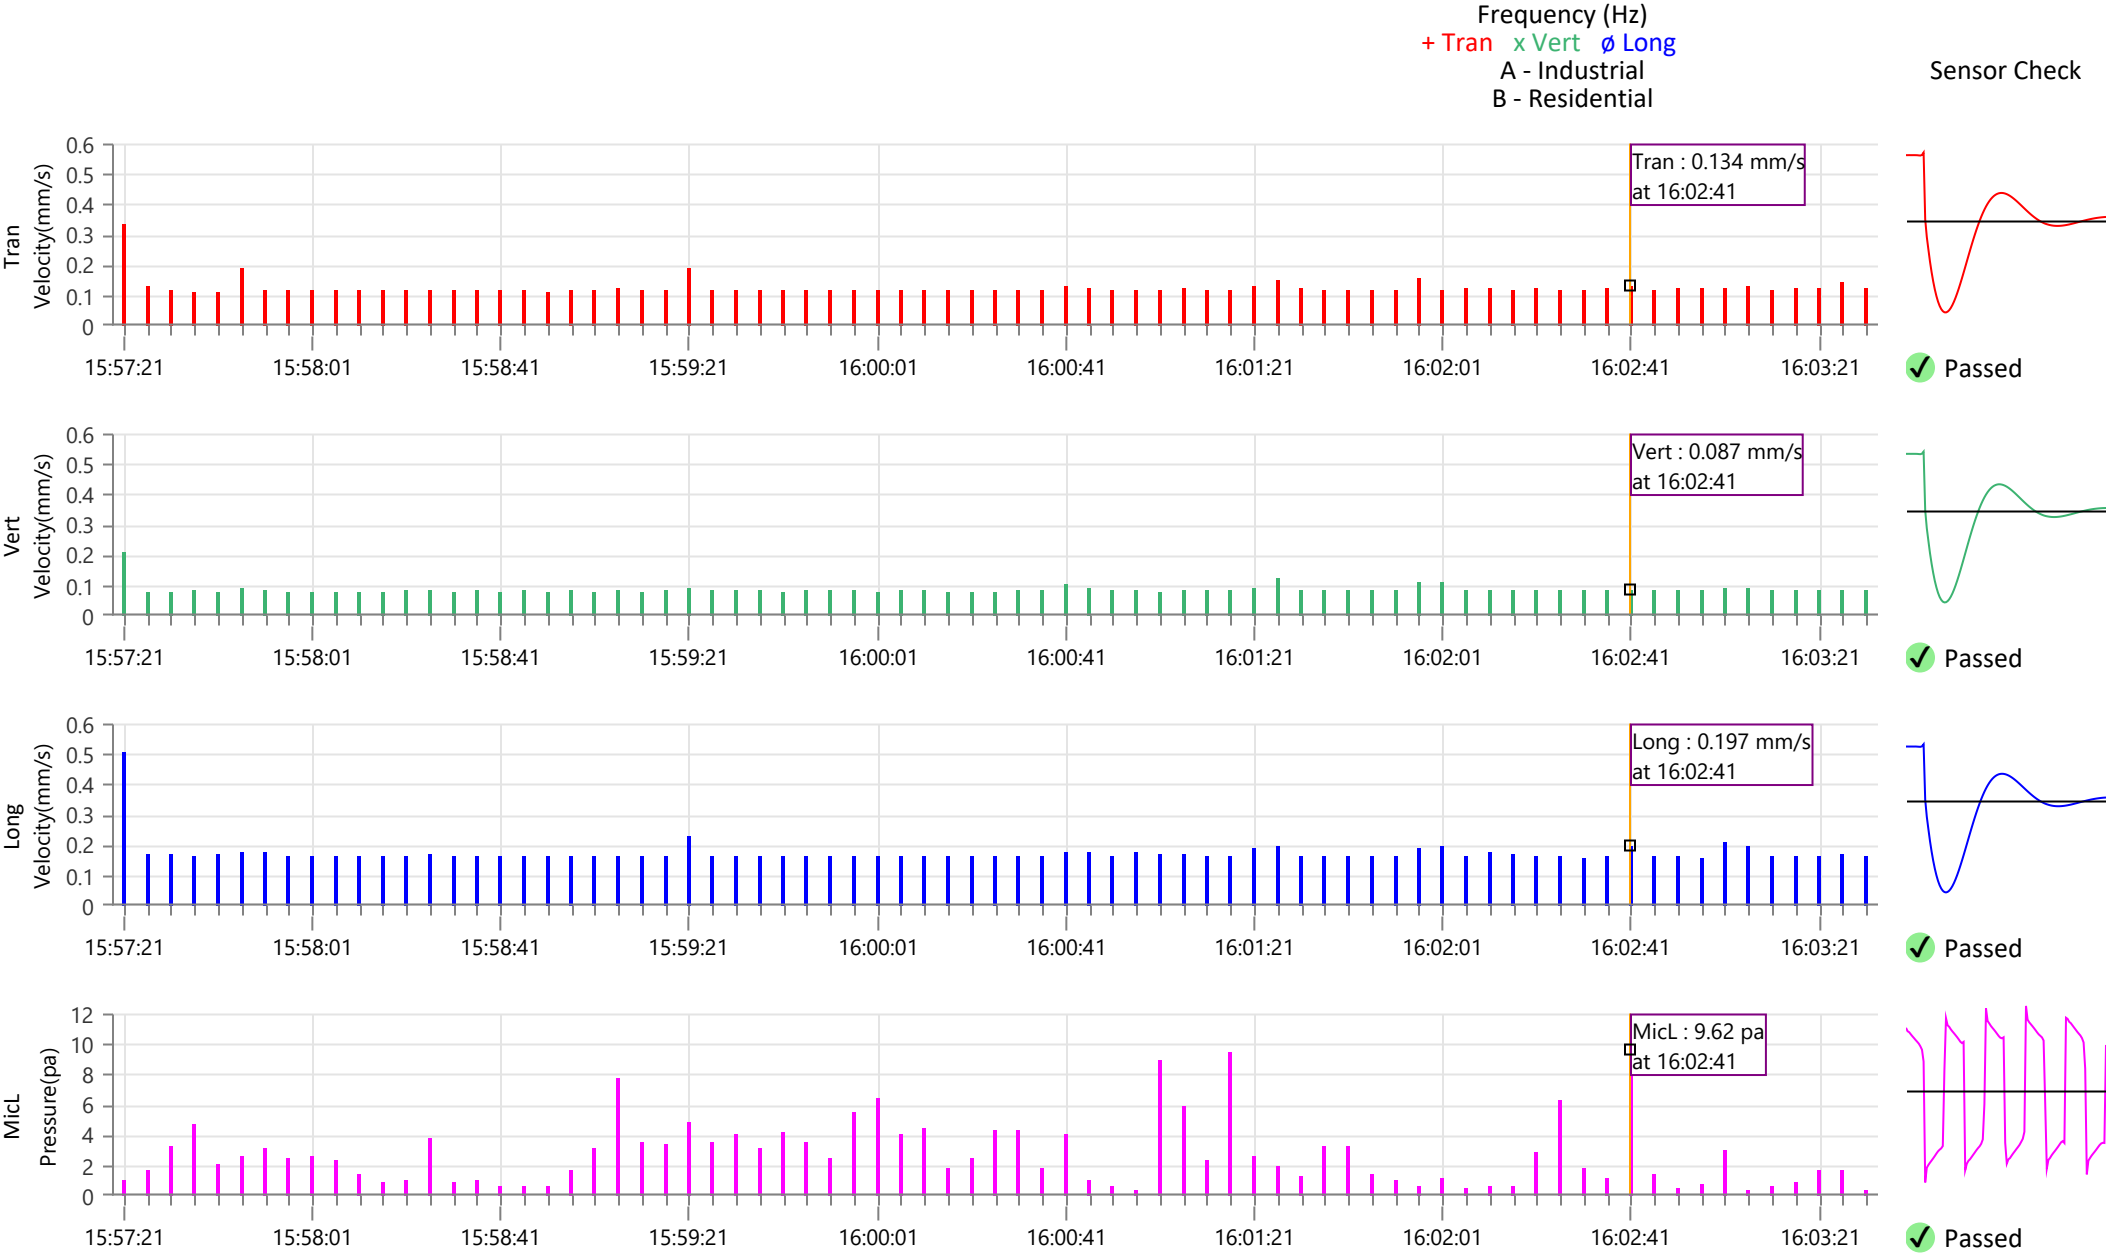 Frequency (Hz)
+ Tran x Vert ø Long
A - Industrial
B - Residential
Sensor Check
Tran
Velocity(mm/s)
0.6
0.5
0.4
0.3
0.2
0.1
0
Tran : 0.134 mm/s
at 16:02:41
15:57:21 15:58:01 15:58:41 15:59:21 16:00:01 16:00:41 16:01:21 16:02:01 16:02:41 16:03:21
Passed
Vert
Velocity(mm/s)
0.6
0.5
0.4
0.3
0.2
0.1
0
Vert : 0.087 mm/s
at 16:02:41
15:57:21 15:58:01 15:58:41 15:59:21 16:00:01 16:00:41 16:01:21 16:02:01 16:02:41 16:03:21
Passed
Long
Velocity(mm/s)
0.6
0.5
0.4
0.3
0.2
0.1
0
Long : 0.197 mm/s
at 16:02:41
15:57:21 15:58:01 15:58:41 15:59:21 16:00:01 16:00:41 16:01:21 16:02:01 16:02:41 16:03:21
Passed
MicL
Pressure(pa)
12
10
8
6
4
2
0
MicL : 9.62 pa
at 16:02:41
15:57:21 15:58:01 15:58:41 15:59:21 16:00:01 16:00:41 16:01:21 16:02:01 16:02:41 16:03:21
Passed